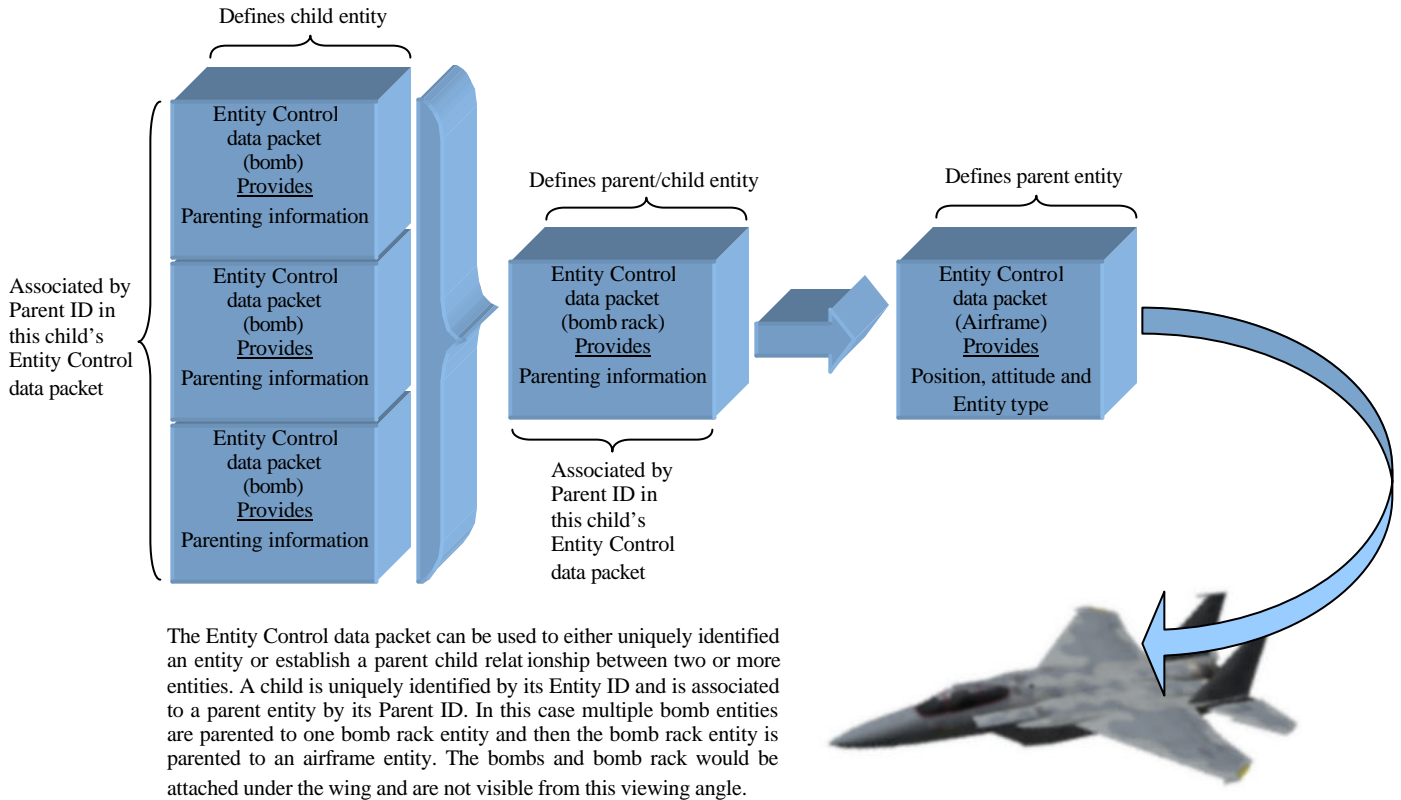 Defines child entity
Entity Control
data packet
(bomb)
Provides
Parenting information
Entity Control
data packet
(bomb)
Provides
Parenting information
Entity Control
data packet
(bomb)
Provides
Parenting information
Associated by
Parent ID in
this child's
Entity Control
data packet
Defines parent/child entity
Entity Control
data packet
(bomb rack)
Provides
Parenting information
Associated by
Parent ID in
this child's
Entity Control
data packet
Defines parent entity
Entity Control
data packet
(Airframe)
Provides
Position, attitude and
Entity type
The Entity Control data packet can be used to either uniquely identified
an entity or establish a parent child relat ionship between two or more
entities. A child is uniquely identified by its Entity ID and is associated
to a parent entity by its Parent ID. In this case multiple bomb entities
are parented to one bomb rack entity and then the bomb rack entity is
parented to an airframe entity. The bombs and bomb rack would be
attached under the wing and are not visible from this viewing angle.